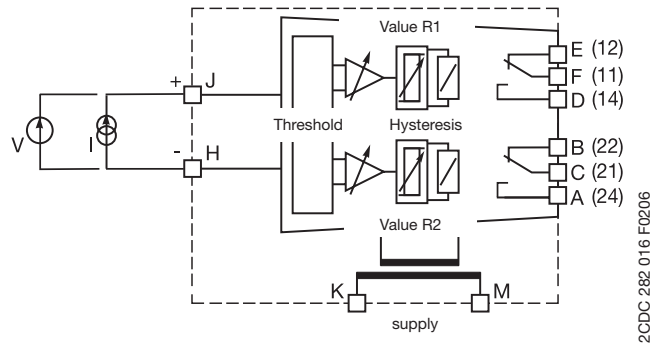 Value R1
E (12)
F (11)
D (14)
+ J
V
I
Threshold
Hysteresis
- H
B (22)
C (21)
A (24)
Value R2
K
M
supply
2CDC 282 016 F0206